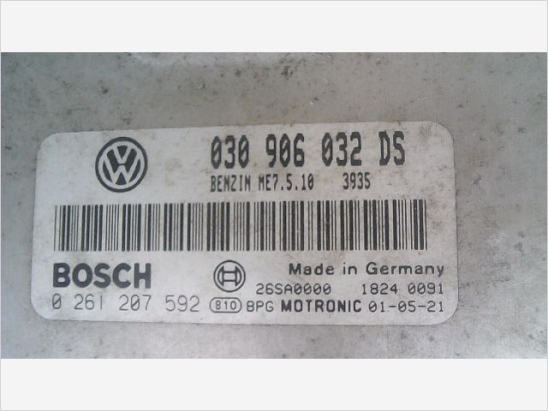 030 906 032 DS
BENZIN ME7.5.10 3935
BOSCH
Made in Germany
26SA0000 1824 0091
0 261 207 592 810 BPG MOTRONIC 01-05-21